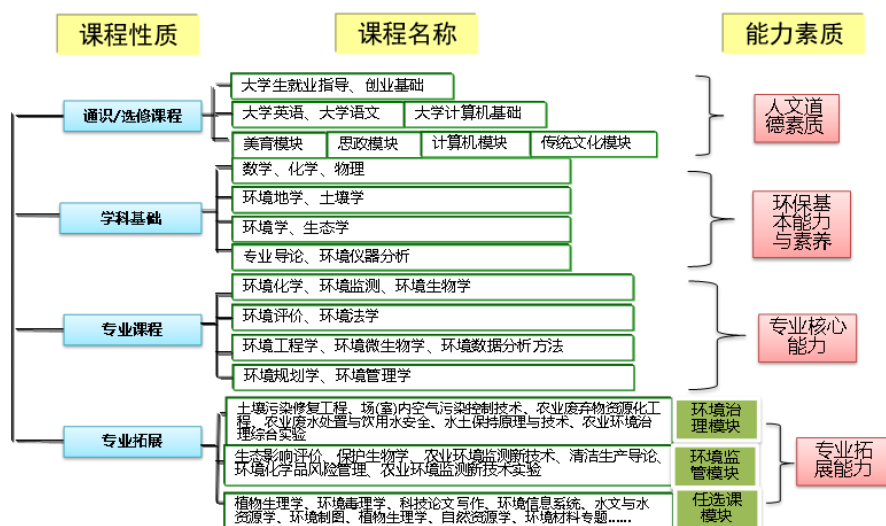 课程性质
课程名称
能力素质
通识/选修课程
大学生就业指导、创业基础
大学英语、大学语文
大学计算机基础
美育模块
思政模块
计算机模块
传统文化模块
人文道
德素质
学科基础
数学、化学、物理
环境地学、土壤学
环境学、生态学
专业导论、环境仪器分析
环保基
本能力
与素养
专业课程
环境化学、环境监测、环境生物学
环境评价、环境法学
环境工程学、环境微生物学、环境数据分析方法
环境规划学、环境管理学
专业核心
能力
专业拓展
土壤污染修复工程、场(室)内空气污染控制技术、农业废弃物资源化工
程、农业废水处置与饮用水安全、水土保持原理与技术、农业环境治
理综合实验
环境治
理模块
生态影响评价、保护生物学、农业环境监测新技术、清洁生产导论、
环境化学品风险管理、农业环境监测新技术实验
环境监
管模块
植物生理学、环境毒理学、科技论文写作、环境信息系统、水文与水
资源学、环境制图、植物生理学、自然资源学、环境材料专题……
任选课
模块
专业拓
展能力